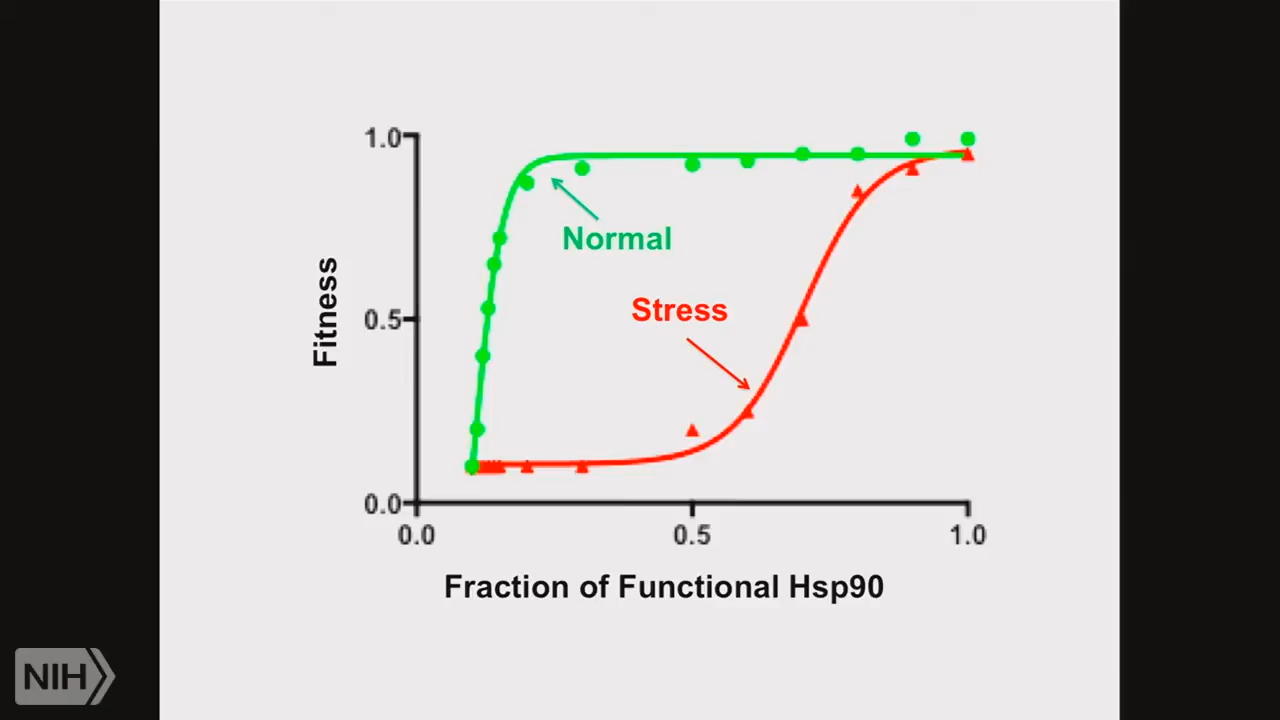 1.0
Normal
Stress
Fitness
0.5
0.0
0.0 0.5 1.0
Fraction of Functional Hsp90
NIH